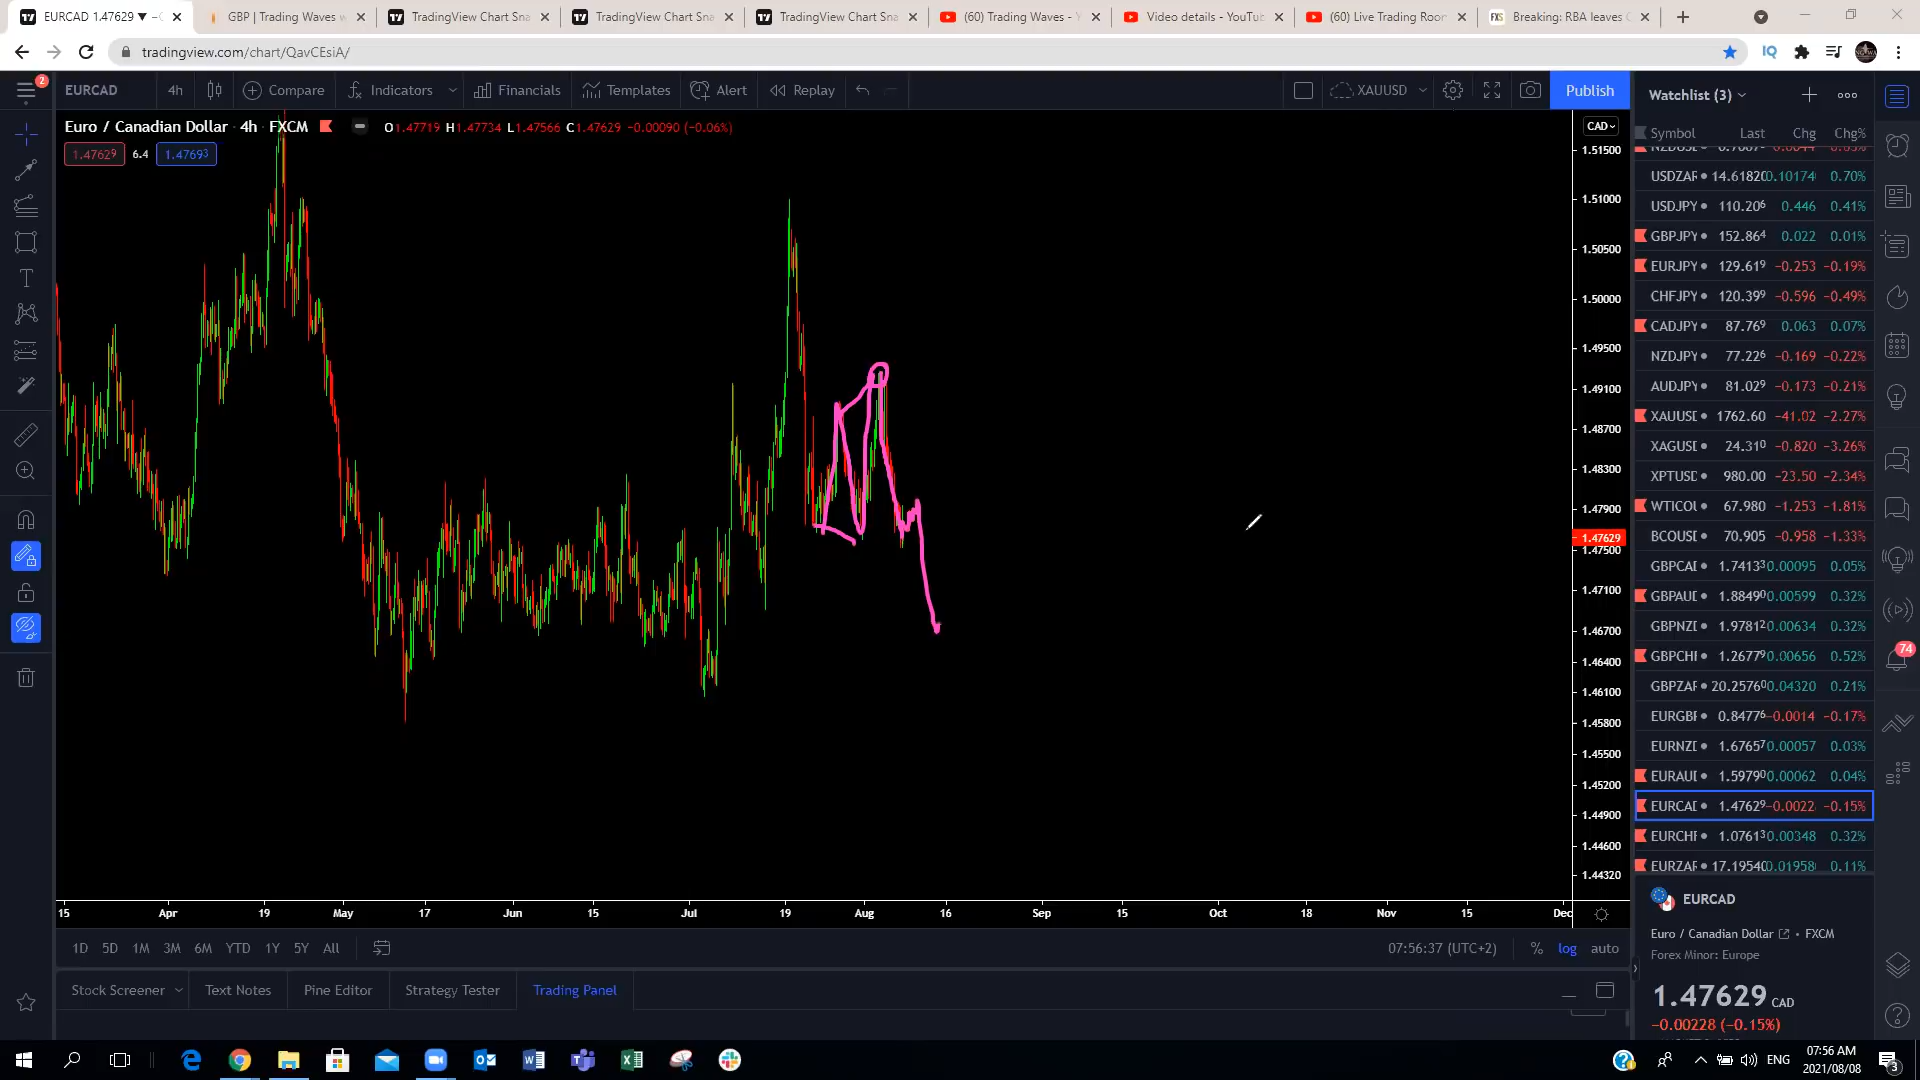 EURCAD 1.47629 ▼ −0
GBP | Trading Waves w
TradingView Chart Sna
TradingView Chart Sna
TradingView Chart Sna
(60) Trading Waves - Y
Video details - YouTub
(60) Live Trading Room
FXS Breaking: RBA leaves C
tradingview.com/chart/QavCEsiA/
IQ
2
EURCAD
4h
Compare
Indicators
Financials
Templates
Alert
Replay
XAUUSD
Publish
Watchlist (3)
Euro / Canadian Dollar · 4h · FXCM
O1.47719 H1.47734 L1.47566 C1.47629 −0.00090 (−0.06%)
1.47629 6.4 1.47693
CAD
Symbol Last Chg Chg%
USDZAR 14.61820 0.10174 0.70%
USDJPY 110.206 0.446 0.41%
GBPJPY 152.864 0.022 0.01%
EURJPY 129.619 −0.253 −0.19%
CHFJPY 120.399 −0.596 −0.49%
CADJPY 87.769 0.063 0.07%
NZDJPY 77.226 −0.169 −0.22%
AUDJPY 81.029 −0.173 −0.21%
XAUUSD 1762.60 −41.02 −2.27%
XAGUSD 24.310 −0.820 −3.26%
XPTUSD 980.00 −23.50 −2.34%
WTICOU 67.980 −1.253 −1.81%
BCOUSD 70.905 −0.958 −1.33%
GBPCAD 1.74133 0.00095 0.05%
GBPAUD 1.88490 0.00599 0.32%
GBPNZD 1.97812 0.00634 0.32%
GBPCHF 1.26779 0.00656 0.52%
GBPZAR 20.25760 0.04320 0.21%
EURGBP 0.84776 −0.0014 −0.17%
EURNZD 1.67657 0.00057 0.03%
EURAUD 1.59790 0.00062 0.04%
EURCAD 1.47629 −0.0022 −0.15%
EURCHF 1.07613 0.00348 0.32%
EURZAR 17.19540 0.01958 0.11%
74
1.51500
1.51000
1.50500
1.50000
1.49500
1.49100
1.48700
1.48300
1.47900
1.47629
1.47500
1.47100
1.46700
1.46400
1.46100
1.45800
1.45500
1.45200
1.44900
1.44600
1.44320
15 Apr 19 May 17 Jun 15 Jul 19 Aug 16 Sep 15 Oct 18 Nov 15 Dec
1D 5D 1M 3M 6M YTD 1Y 5Y All
07:56:37 (UTC+2) % log auto
Stock Screener
Text Notes
Pine Editor
Strategy Tester
Trading Panel
EURCAD
Euro / Canadian Dollar • FXCM
Forex Minor: Europe
1.47629 CAD
−0.00228 (−0.15%)
ENG
07:56 AM
2021/08/08
3